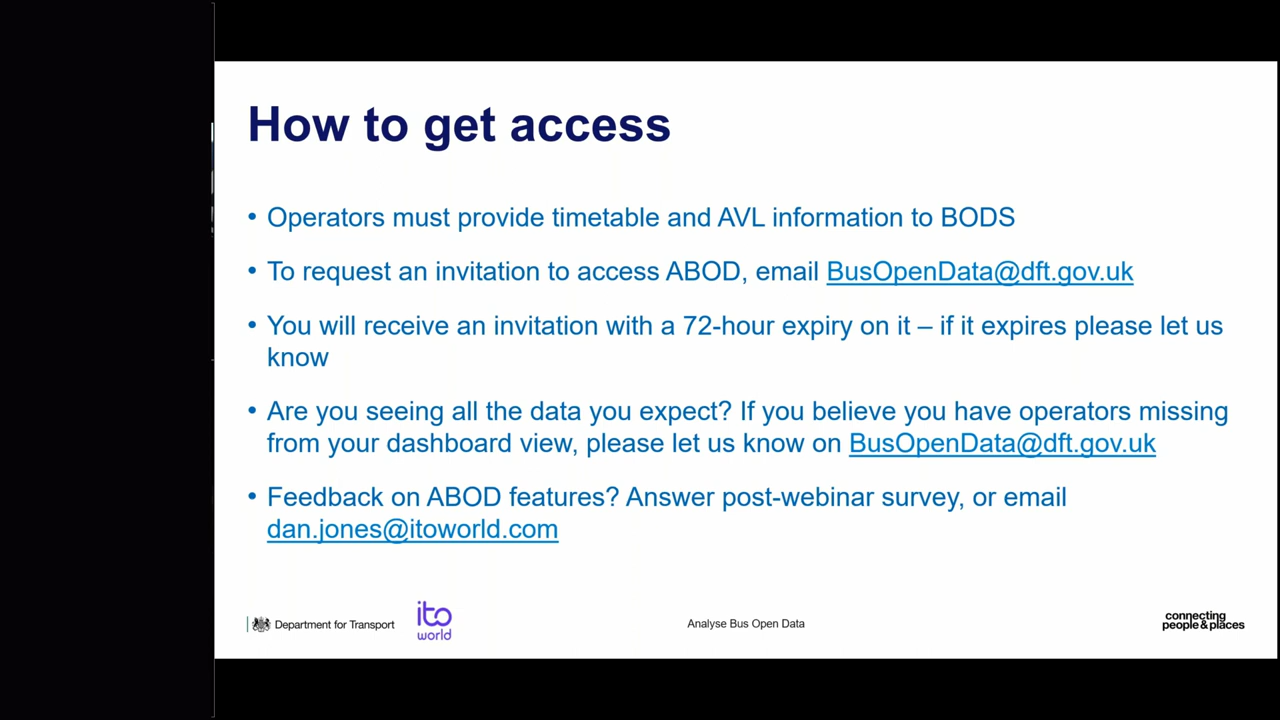 How to get access
• Operators must provide timetable and AVL information to BODS
• To request an invitation to access ABOD, email BusOpenData@dft.gov.uk
• You will receive an invitation with a 72-hour expiry on it – if it expires please let us
know
• Are you seeing all the data you expect? If you believe you have operators missing
from your dashboard view, please let us know on BusOpenData@dft.gov.uk
• Feedback on ABOD features? Answer post-webinar survey, or email
dan.jones@itoworld.com
Department for Transport
ito
world
Analyse Bus Open Data
connecting
people&places